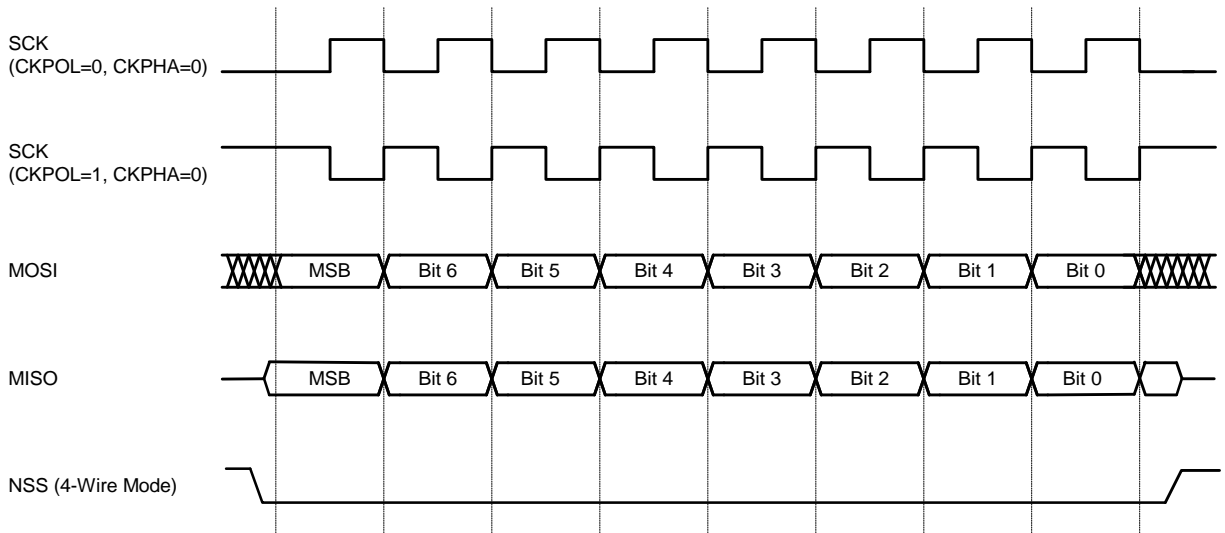 SCK
(CKPOL=0, CKPHA=0)
SCK
(CKPOL=1, CKPHA=0)
MOSI
MSB
Bit 6
Bit 5
Bit 4
Bit 3
Bit 2
Bit 1
Bit 0
MISO
MSB
Bit 6
Bit 5
Bit 4
Bit 3
Bit 2
Bit 1
Bit 0
NSS (4-Wire Mode)